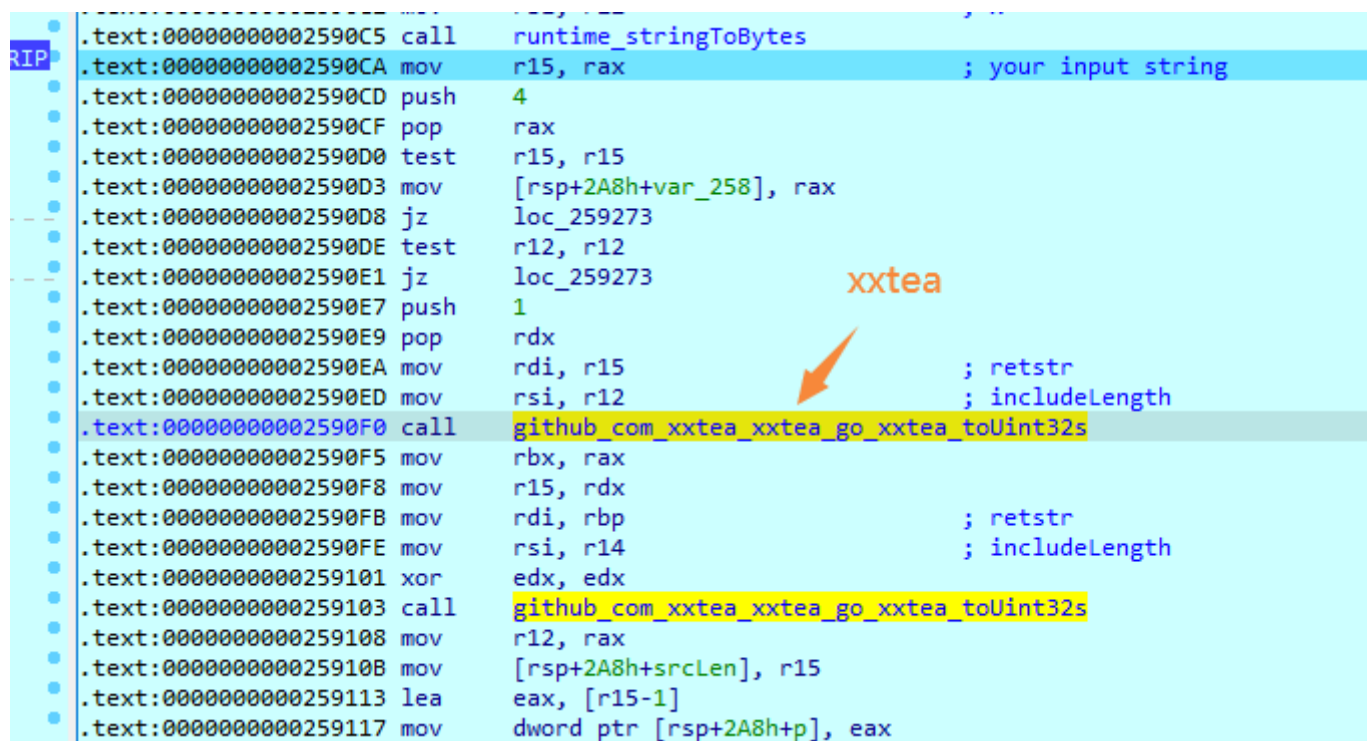 RIP
.text:00000000002590C5 call runtime_stringToBytes
.text:00000000002590CA mov r15, rax ; your input string
.text:00000000002590CD push 4
.text:00000000002590CF pop rax
.text:00000000002590D0 test r15, r15
.text:00000000002590D3 mov [rsp+2A8h+var_258], rax
.text:00000000002590D8 jz loc_259273
.text:00000000002590DE test r12, r12
.text:00000000002590E1 jz loc_259273
xxtea
.text:00000000002590E7 push 1
.text:00000000002590E9 pop rdx
.text:00000000002590EA mov rdi, r15 ; retstr
.text:00000000002590ED mov rsi, r12 ; includeLength
.text:00000000002590F0 call github_com_xxtea_xxtea_go_xxtea_toUint32s
.text:00000000002590F5 mov rbx, rax
.text:00000000002590F8 mov r15, rdx
.text:00000000002590FB mov rdi, rbp ; retstr
.text:00000000002590FE mov rsi, r14 ; includeLength
.text:0000000000259101 xor edx, edx
.text:0000000000259103 call github_com_xxtea_xxtea_go_xxtea_toUint32s
.text:0000000000259108 mov r12, rax
.text:000000000025910B mov [rsp+2A8h+srcLen], r15
.text:0000000000259113 lea eax, [r15-1]
.text:0000000000259117 mov dword ptr [rsp+2A8h+p], eax